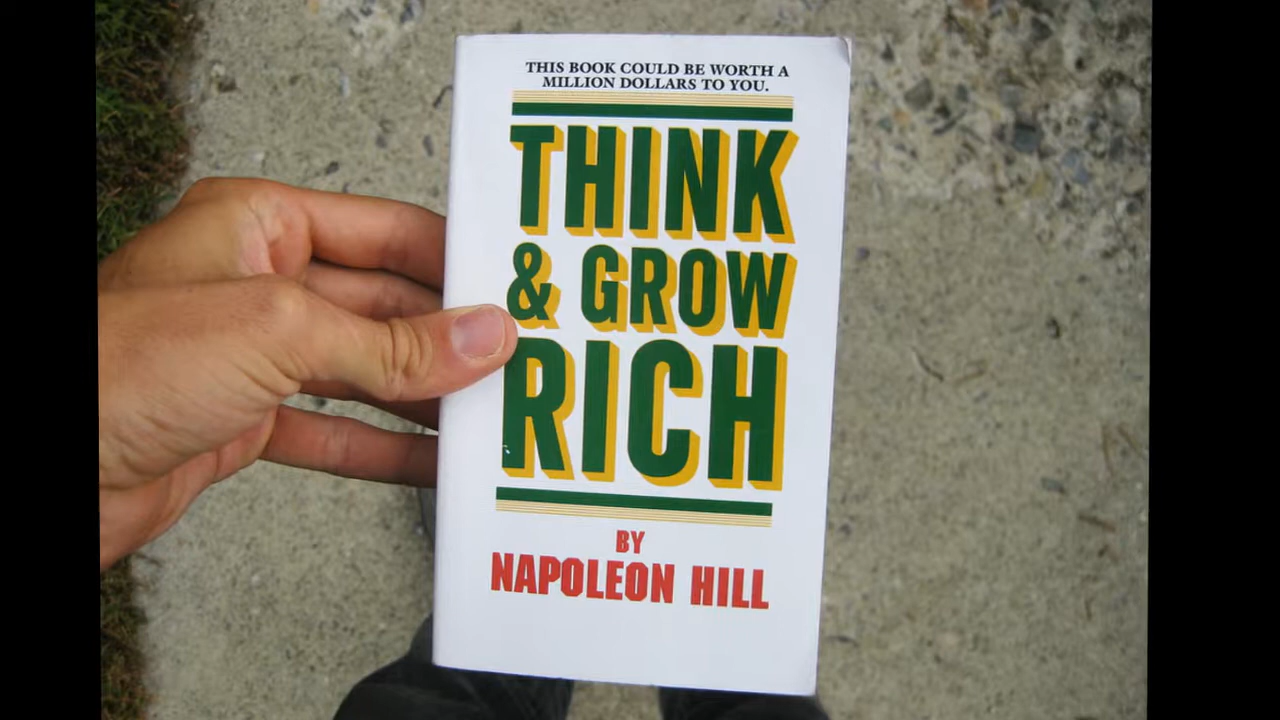 THIS BOOK COULD BE WORTH A
MILLION DOLLARS TO YOU.
THINK
& GROW
RICH
BY
NAPOLEON HILL